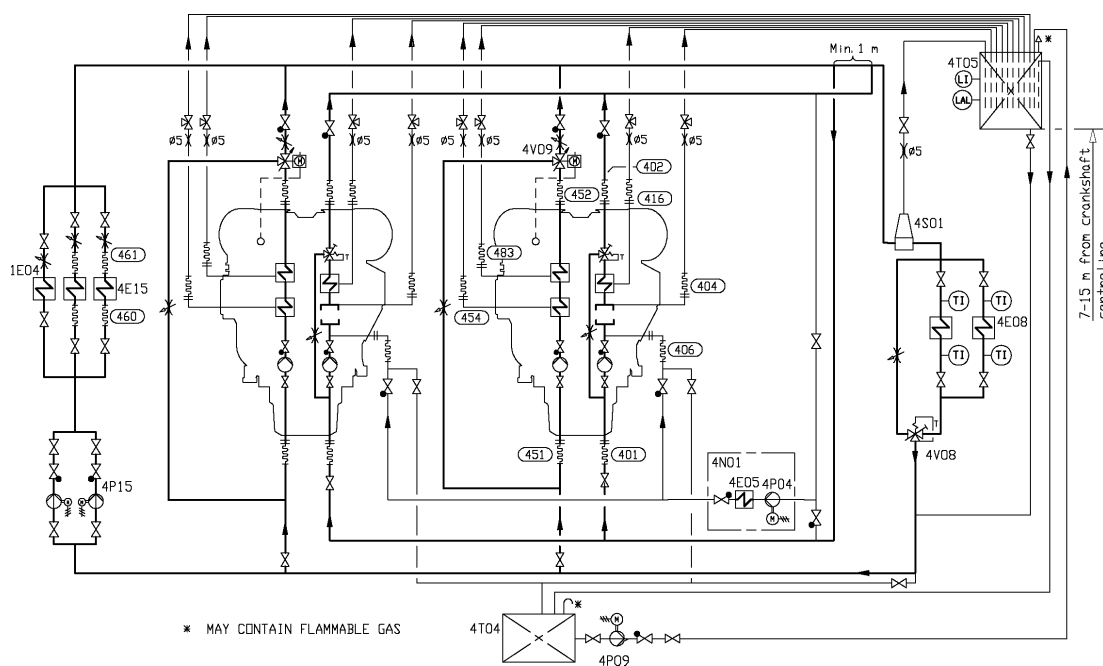 Min. 1 m
4T05
*
LI
LAL
ø5
ø5
ø5
ø5
ø5
ø5
ø5
ø5
4V09
M
M
402
452
416
4S01
1E04
461
4E15
460
483
T
T
404
454
406
TI
TI
4E08
TI
TI
7-15 m from crankshaft
centreline
T
4V08
451
401
4N01
4E05
4P04
M
4P15
M
M
* MAY CONTAIN FLAMMABLE GAS
*
4T04
M
4P09